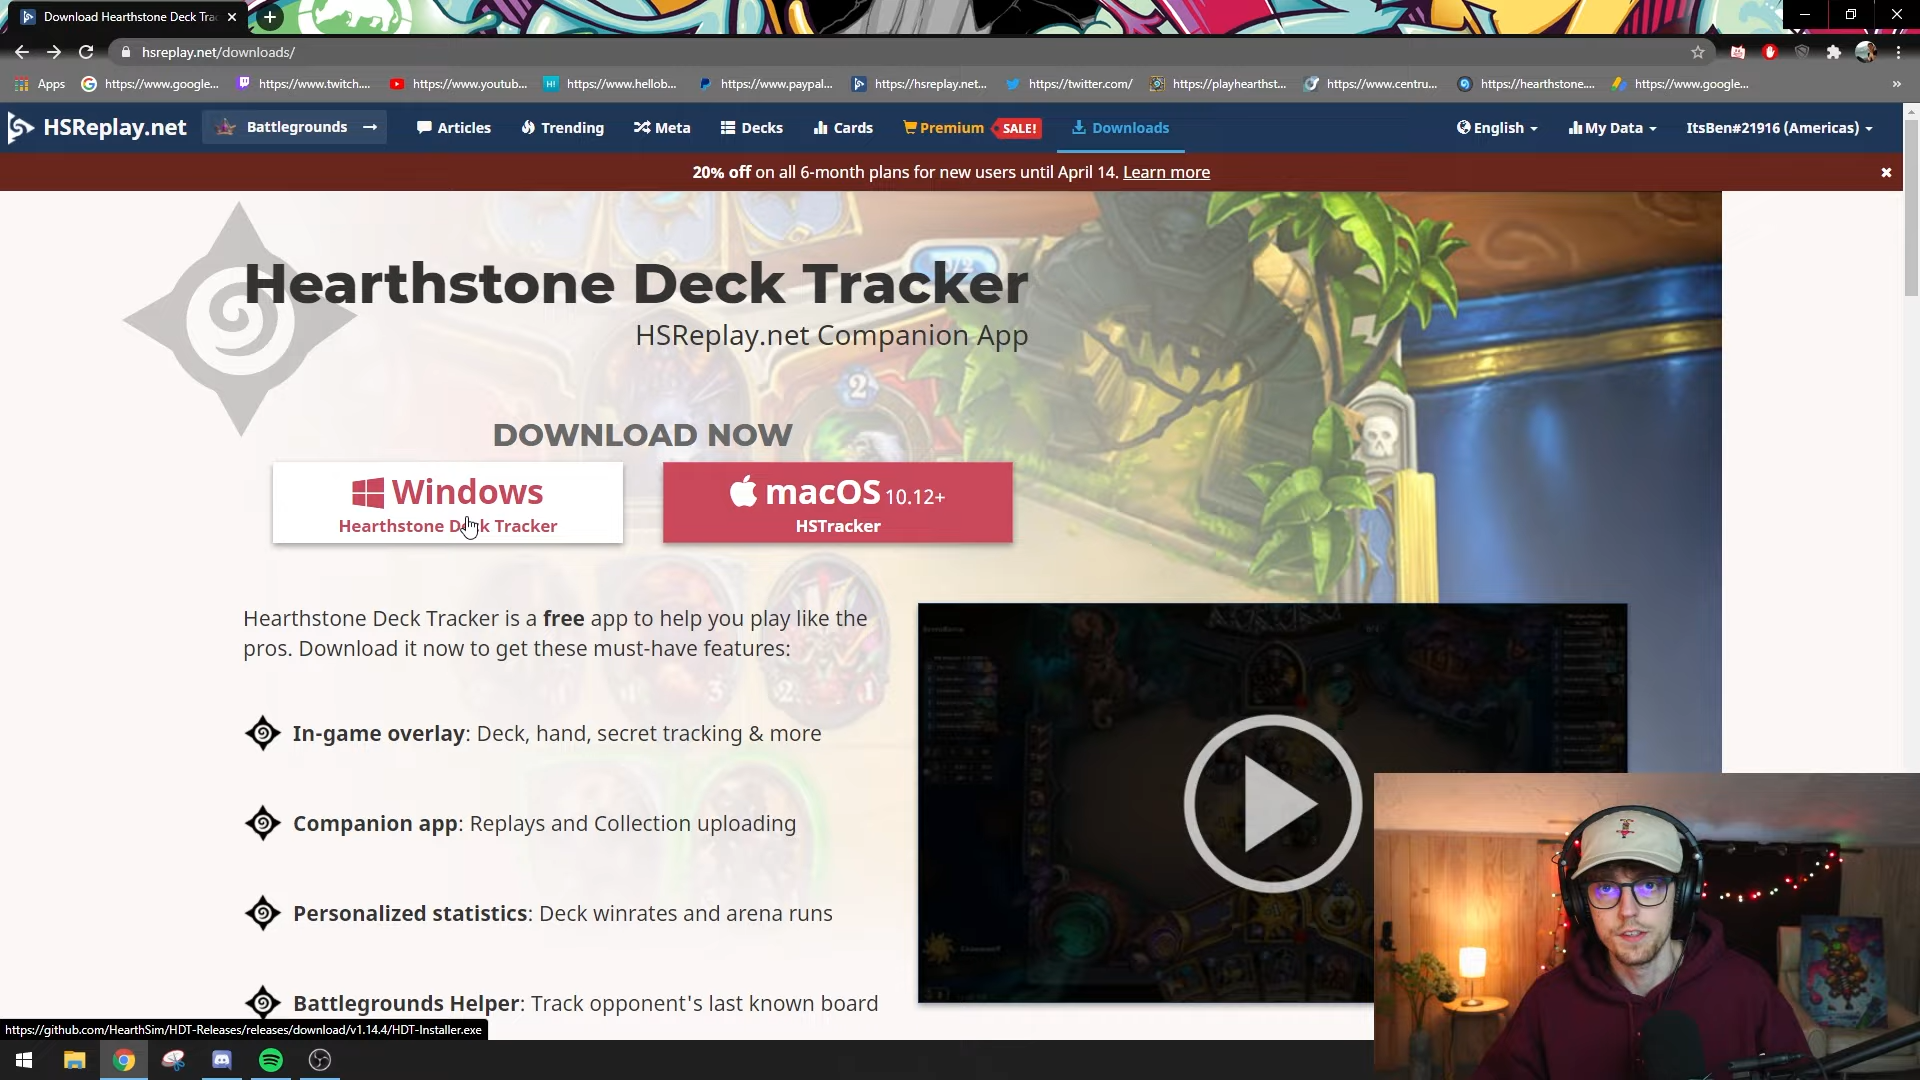 Download Hearthstone Deck Trac
hsreplay.net/downloads/
Apps
https://www.google...
https://www.twitch....
https://www.youtub...
https://www.hellob...
https://www.paypal...
https://hsreplay.net...
https://twitter.com/
https://playhearthst...
https://www.centru...
https://hearthstone....
https://www.google...
HSReplay.net
Battlegrounds
Articles
Trending
Meta
Decks
Cards
Premium
SALE!
Downloads
English
My Data
ItsBen#21916 (Americas)
20% off on all 6-month plans for new users until April 14. Learn more
Hearthstone Deck Tracker
HSReplay.net Companion App
DOWNLOAD NOW
Windows
Hearthstone Deck Tracker
macOS 10.12+
HSTracker
Hearthstone Deck Tracker is a free app to help you play like the
pros. Download it now to get these must-have features:
In-game overlay: Deck, hand, secret tracking & more
Companion app: Replays and Collection uploading
Personalized statistics: Deck winrates and arena runs
Battlegrounds Helper: Track opponent's last known board
https://github.com/HearthSim/HDT-Releases/releases/download/v1.14.4/HDT-Installer.exe